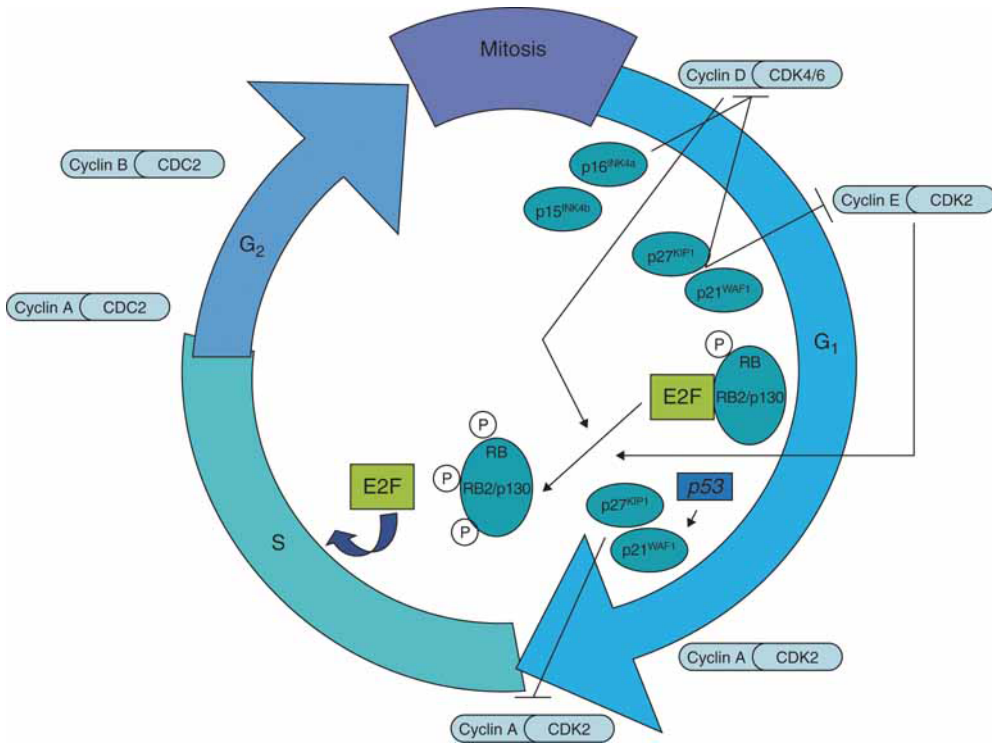 Mitosis
Cyclin D CDK4/6
p16INK4a
Cyclin B CDC2
p15INK4b
Cyclin E CDK2
G2
p27KIP1
p21WAF1
Cyclin A CDC2
G1
P
RB
E2F RB2/p130
P
RB
E2F
P
RB2/p130
p53
p27KIP1
P
S
p21WAF1
Cyclin A CDK2
Cyclin A CDK2